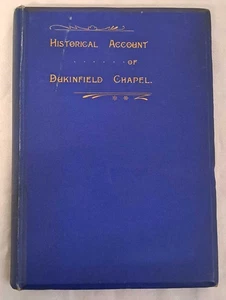 Historical Account
of
Dukinfield Chapel.